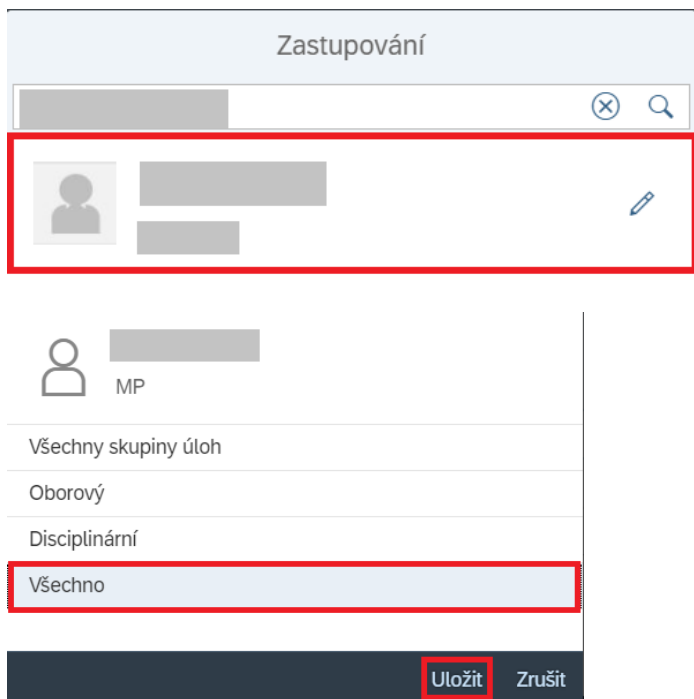 Zastupování
MP
Všechny skupiny úloh
Oborový
Disciplinární
Všechno
Uložit Zrušit